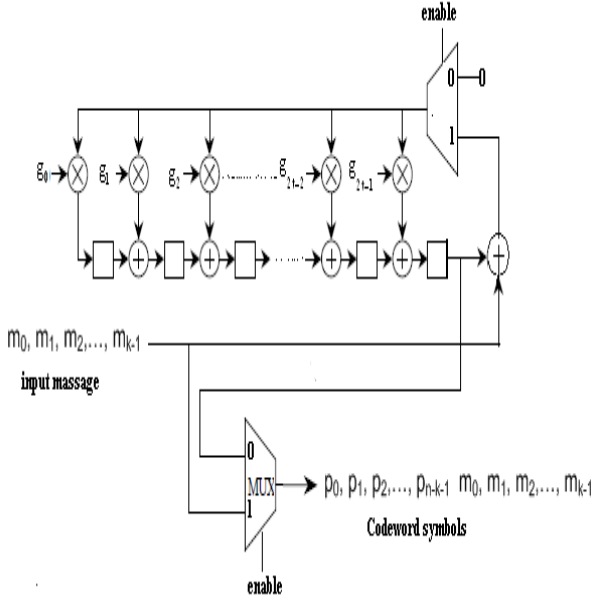 enable
0 0
1
g0 g1 g2 g2t-2 g2t-1
m0, m1, m2,..., mk-1
input massage
0
MUX
1
p0, p1, p2,..., pn-k-1 m0, m1, m2,..., mk-1
Codeword symbols
enable